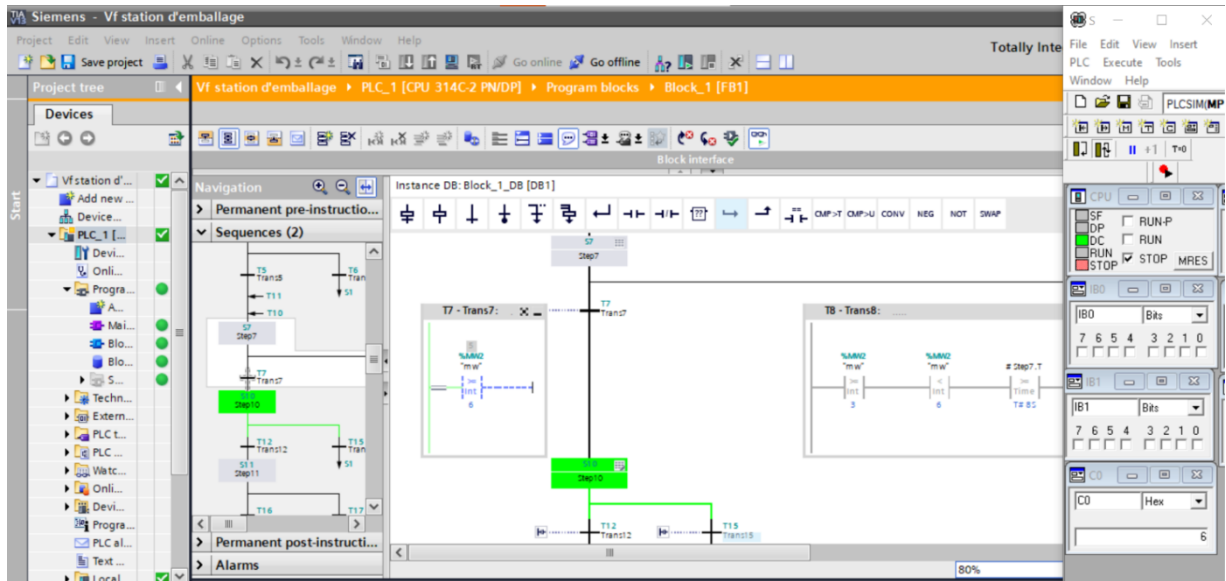 Siemens - Vf station d'emballage
Project Edit View Insert Online Options Tools Window Help
Totally Inte
Save project
Go online
Go offline
Project tree
Vf station d'emballage
PLC_1 [CPU 314C-2 PN/DP]
Program blocks
Block_1 [FB1]
Devices
Block interface
Start
Vf station d'...
Add new ...
Device...
PLC_1 [...
Devi...
Onli...
Progra...
A...
Mai...
Blo...
Blo...
S...
Techn...
Extern...
PLC t...
PLC ...
Watc...
Onli...
Devi...
Progra...
PLC al...
Text ...
Local
Navigation
Permanent pre-instructio...
Sequences (2)
T5
Trans5
T6
Tran
T11
S1
T10
S7
Step7
T7
Trans7
S10
Step10
T12
Trans12
T15
Tran
S11
Step11
S1
T16
T17
Permanent post-instructi...
Alarms
Instance DB: Block_1_DB [DB1]
CMP>T CMP>U CONV NEG NOT SWAP
S7
Step7
T7 - Trans7:
T7
Trans7
5
%MW2
"mw"
>=
Int
6
T8 - Trans8:
%MW2
"mw"
>=
Int
3
%MW2
"mw"
<
Int
6
# Step7.T
>=
Time
T# 8S
S10
Step10
T12
Trans12
T15
Trans15
80%
S
File Edit View Insert
PLC Execute Tools
Window Help
PLCSIM(MP
+1
T=0
CPU
SF
DP
DC
RUN
STOP
RUN-P
RUN
STOP
MRES
IB0
IB0
Bits
7 6 5 4 3 2 1 0
IB1
IB1
Bits
7 6 5 4 3 2 1 0
C0
C0
Hex
6